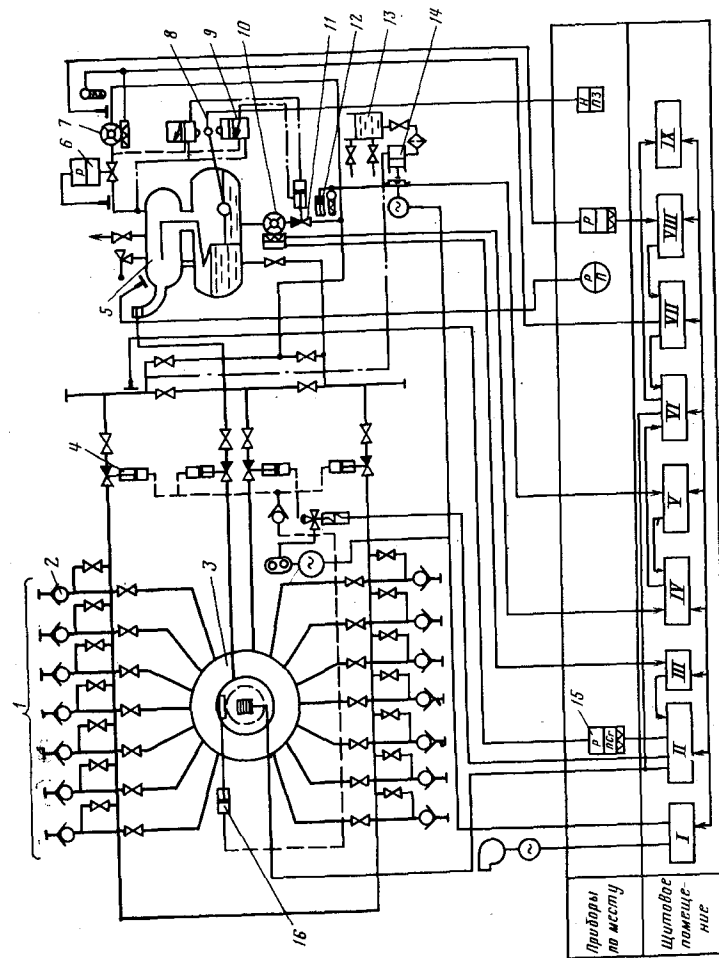 1
2
3
4
5
6
7
8
9
10
11
12
13
14
15
16
Р
Н
ПЗ
Р
П
Р
Р
ПСг
~
~
~
I
II
III
IV
V
VI
VII
VIII
IX
Приборы
по месту
Щитовое
помеще-
ние